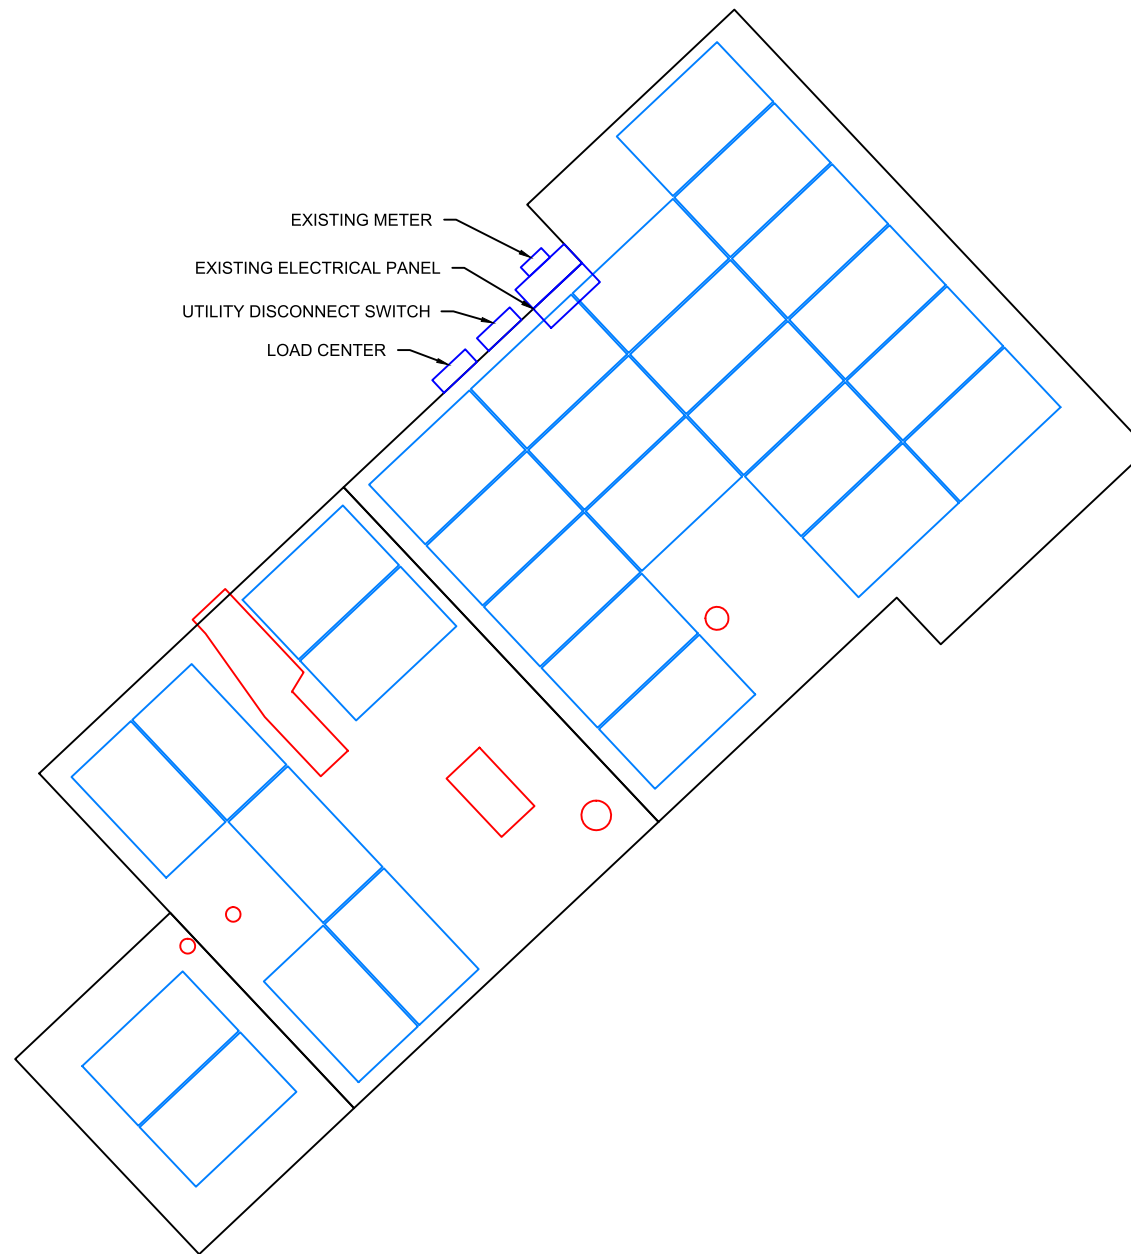 EXISTING METER
EXISTING ELECTRICAL PANEL
UTILITY DISCONNECT SWITCH
LOAD CENTER